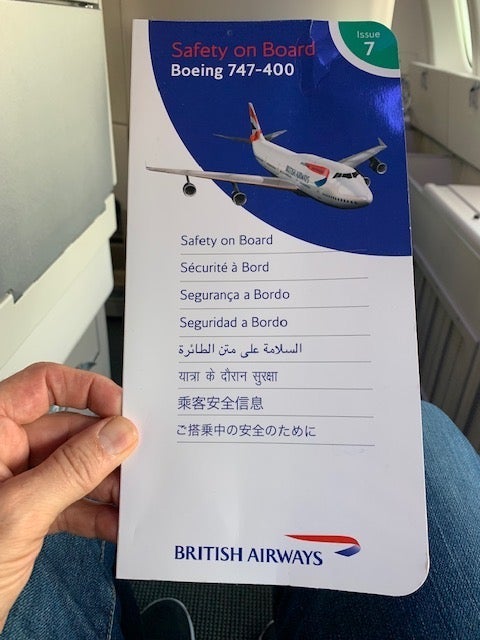 Safety on Board
Boeing 747-400
Issue
7
BRITISH AIRWAYS
Safety on Board
Sécurité à Bord
Segurança a Bordo
Seguridad a Bordo
السلامة على متن الطائرة
यात्रा के दौरान सुरक्षा
乘客安全信息
ご搭乗中の安全のために
BRITISH AIRWAYS